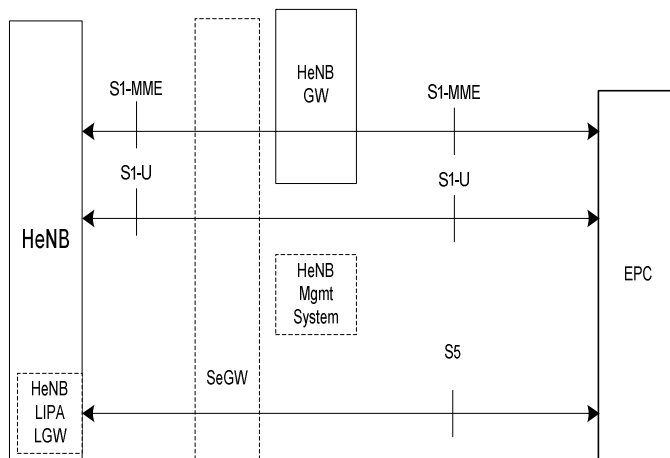 HeNB
GW
S1-MME
S1-MME
S1-U
S1-U
HeNB
HeNB
Mgmt
System
EPC
S5
SeGW
HeNB
LIPA
LGW